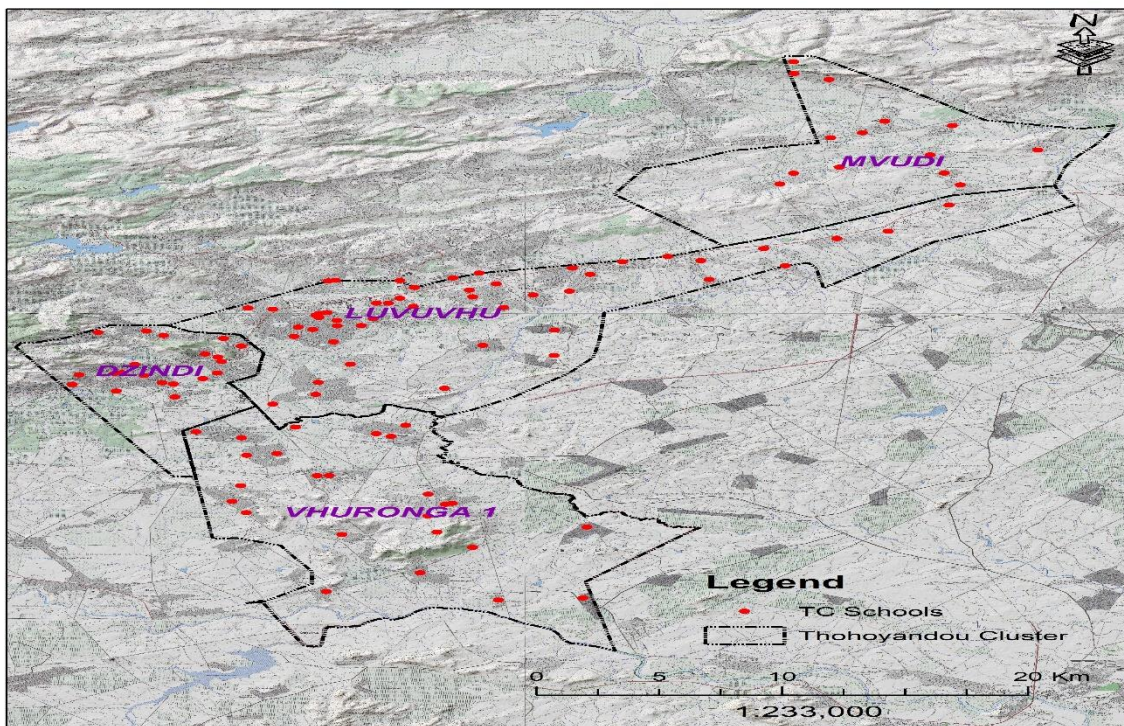 N
MVUDI
LUVUVHU
DZINDI
VHURONGA 1
Legend
TC Schools
Thohoyandou Cluster
0 5 10 20 Km
1:233,000